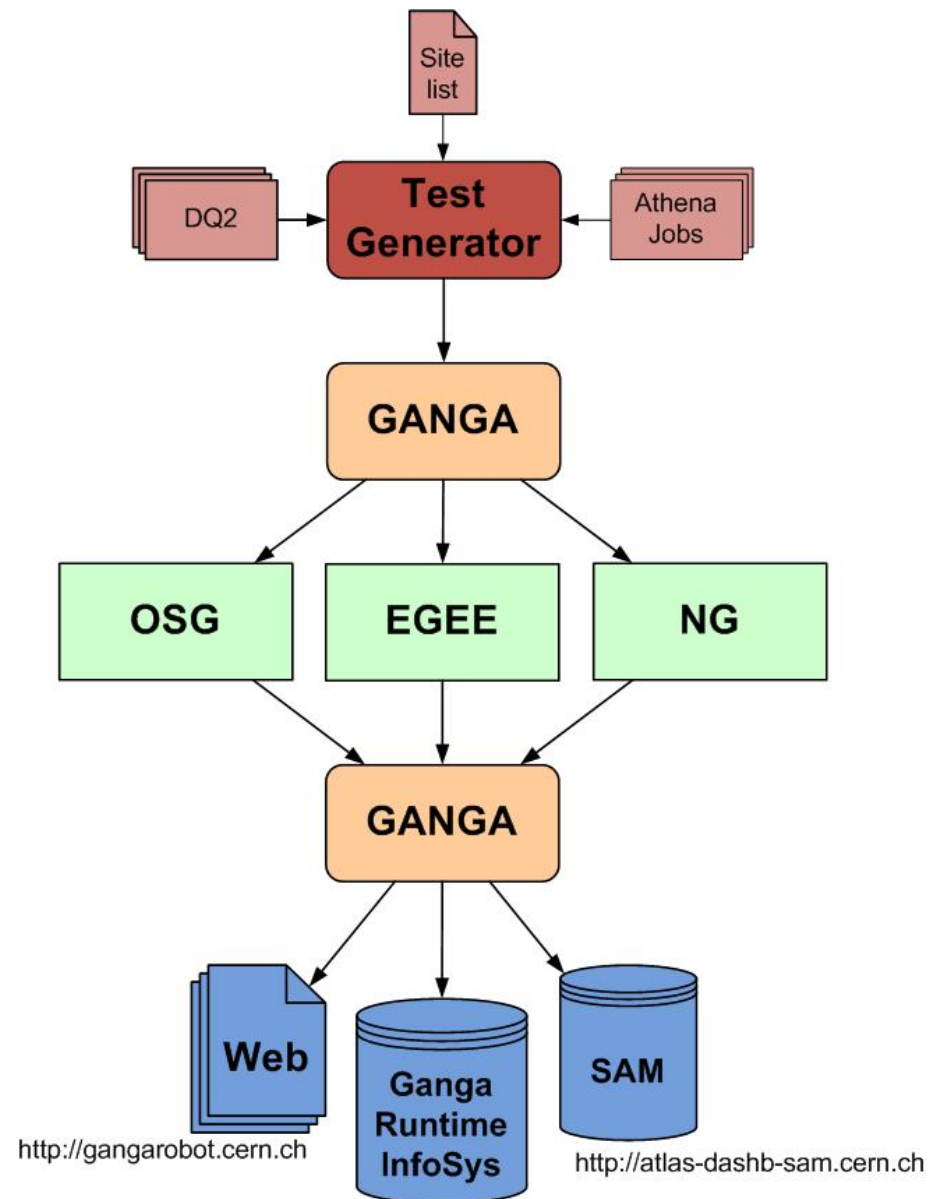 Site
list
DQ2
Test
Generator
Athena
Jobs
GANGA
OSG
EGEE
NG
GANGA
Web
Ganga
Runtime
InfoSys
SAM
http://gangarobot.cern.ch
http://atlas-dashb-sam.cern.ch